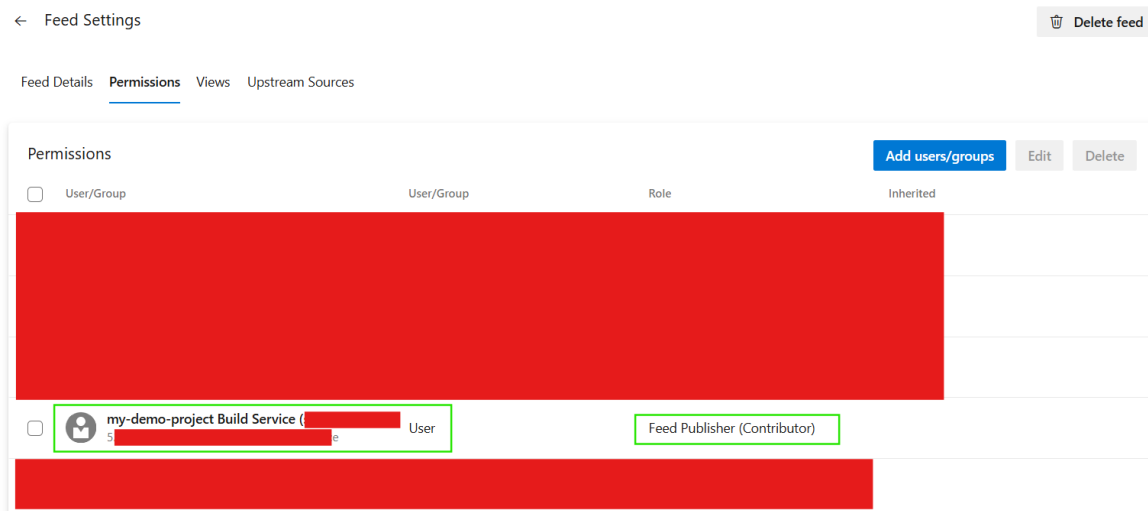 ← Feed Settings
Delete feed
Feed Details Permissions Views Upstream Sources
Permissions
Add users/groups Edit Delete
User/Group User/Group Role Inherited
my-demo-project Build Service (
User
Feed Publisher (Contributor)
5
e